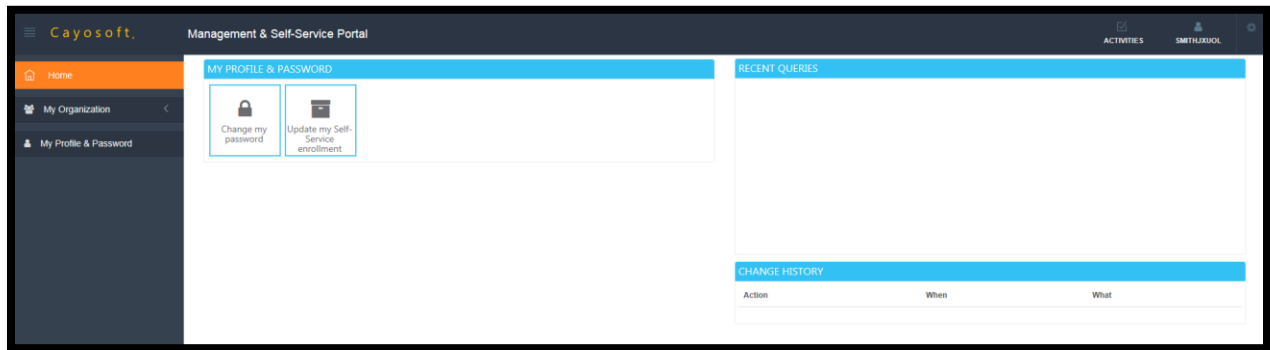 Cayosoft.
Management & Self-Service Portal
ACTIVITIES
SMITHJXUOL
Home
My Organization
My Profile & Password
MY PROFILE & PASSWORD
Change my
password
Update my Self-
Service
enrollment
RECENT QUERIES
CHANGE HISTORY
Action When What